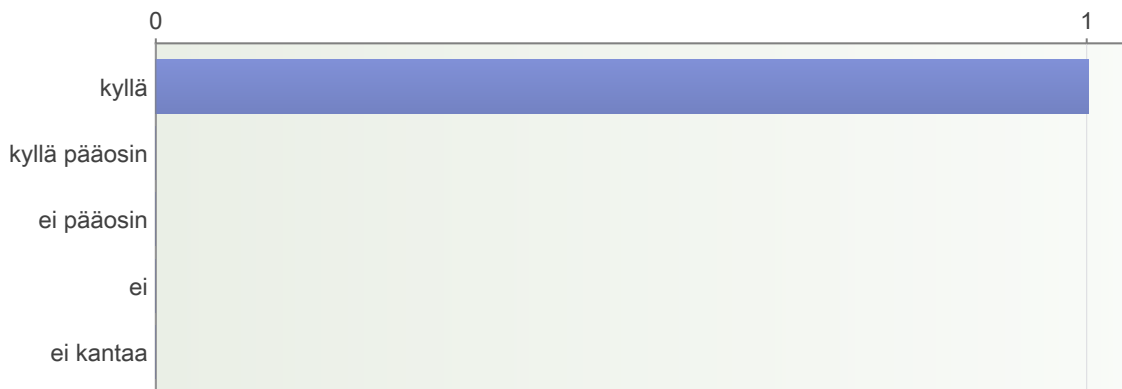 0 1
kyllä
kyllä pääosin
ei pääosin
ei
ei kantaa